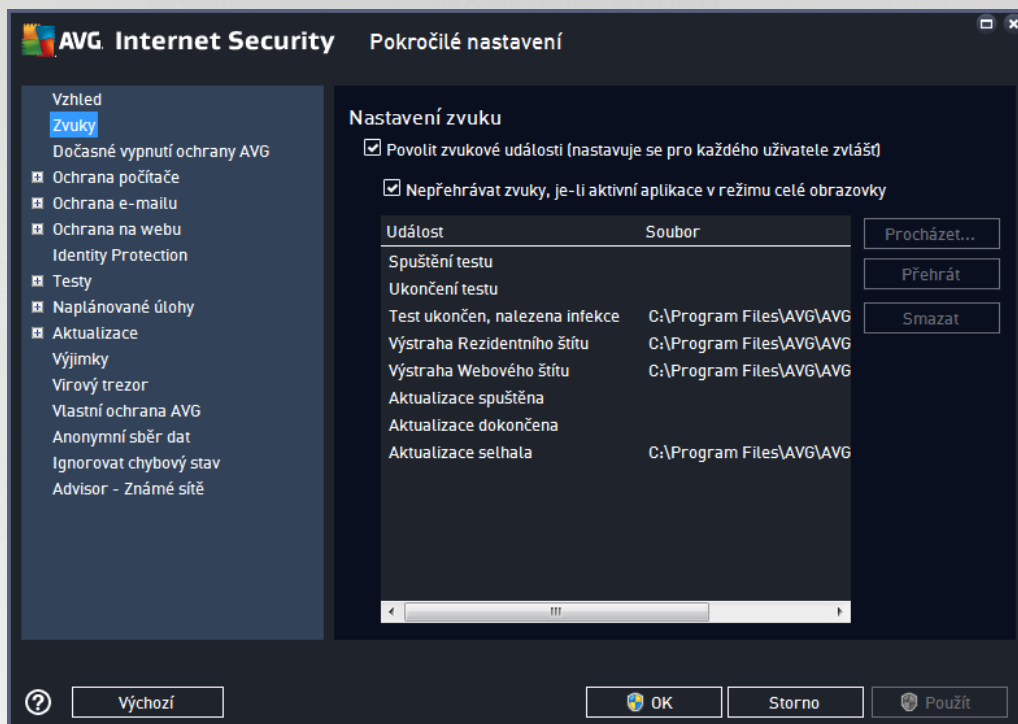 AVG. Internet Security Pokročilé nastavení
Vzhled
Zvuky
Dočasné vypnutí ochrany AVG
Ochrana počítače
Ochrana e-mailu
Ochrana na webu
Identity Protection
Testy
Naplánované úlohy
Aktualizace
Výjimky
Virový trezor
Vlastní ochrana AVG
Anonymní sběr dat
Ignorovat chybový stav
Advisor - Známé sítě
Nastavení zvuku
Povolit zvukové události (nastavuje se pro každého uživatele zvlášť)
Nepřehrávat zvuky, je-li aktivní aplikace v režimu celé obrazovky
Událost Soubor
Spuštění testu
Ukončení testu
Test ukončen, nalezena infekce C:\Program Files\AVG\AVG
Výstraha Rezidentního štítu C:\Program Files\AVG\AVG
Výstraha Webového štítu C:\Program Files\AVG\AVG
Aktualizace spuštěna
Aktualizace dokončena
Aktualizace selhala C:\Program Files\AVG\AVG
Procházet...
Přehrát
Smazat
Výchozí
OK
Storno
Použít